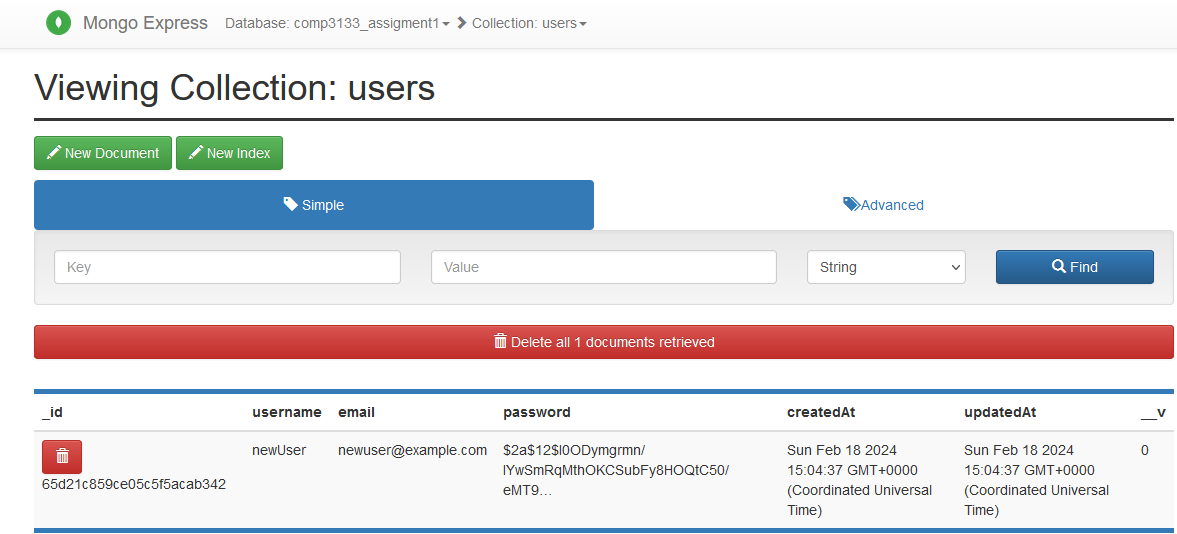 Mongo Express Database: comp3133_assigment1 Collection: users
Viewing Collection: users
New Document New Index
Simple Advanced
Key Value String Find
Delete all 1 documents retrieved
_id username email password createdAt updatedAt __v
newUser newuser@example.com $2a$12$l0ODymgrmn/ Sun Feb 18 2024 Sun Feb 18 2024 0
lYwSmRqMthOKCSubFy8HOQtC50/ 15:04:37 GMT+0000 15:04:37 GMT+0000
65d21c859ce05c5f5acab342 eMT9… (Coordinated Universal (Coordinated Universal
Time) Time)